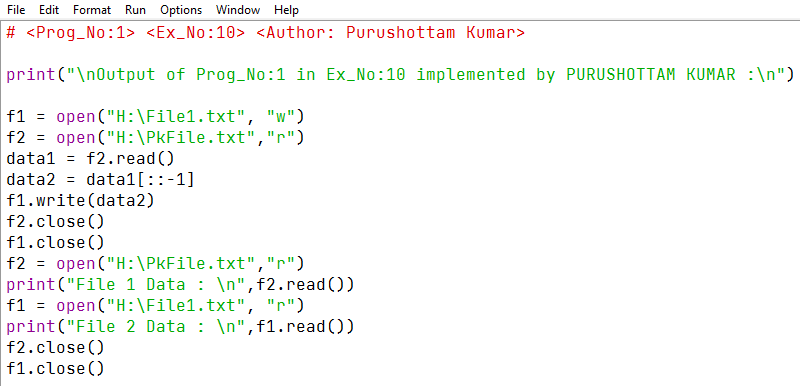 File Edit Format Run Options Window Help
# <Prog_No:1> <Ex_No:10> <Author: Purushottam Kumar>
print("\nOutput of Prog_No:1 in Ex_No:10 implemented by PURUSHOTTAM KUMAR :\n")
f1 = open("H:\File1.txt", "w")
f2 = open("H:\PkFile.txt","r")
data1 = f2.read()
data2 = data1[::-1]
f1.write(data2)
f2.close()
f1.close()
f2 = open("H:\PkFile.txt","r")
print("File 1 Data : \n",f2.read())
f1 = open("H:\File1.txt", "r")
print("File 2 Data : \n",f1.read())
f2.close()
f1.close()